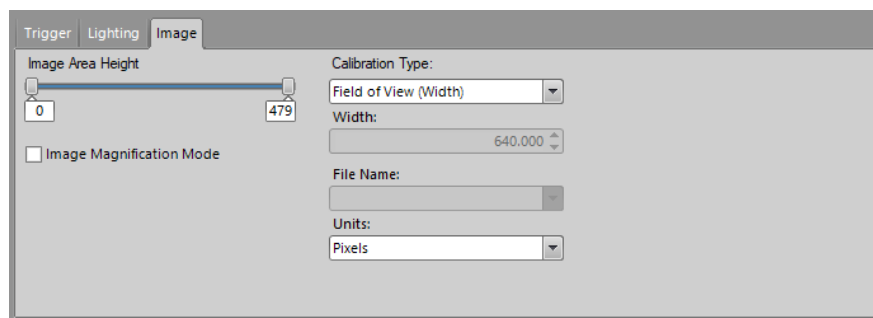 Trigger Lighting Image
Image Area Height
0 479
Image Magnification Mode
Calibration Type:
Field of View (Width)
Width:
640.000
File Name:
Units:
Pixels